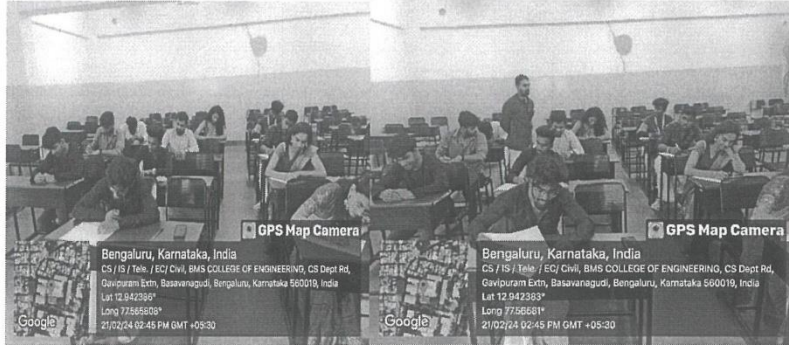 GPS Map Camera
Bengaluru, Karnataka, India
CS / IS / Tele. / EC/ Civil, BMS COLLEGE OF ENGINEERING, CS Dept Rd,
Gavipuram Extn, Basavanagudi, Bengaluru, Karnataka 560019, India
Lat 12.942386°
Long 77.565808°
21/02/24 02:45 PM GMT +05:30
Google
GPS Map Camera
Bengaluru, Karnataka, India
CS / IS / Tele. / EC/ Civil, BMS COLLEGE OF ENGINEERING, CS Dept Rd,
Gavipuram Extn, Basavanagudi, Bengaluru, Karnataka 560019, India
Lat 12.942383°
Long 77.56581°
21/02/24 02:45 PM GMT +05:30
Google